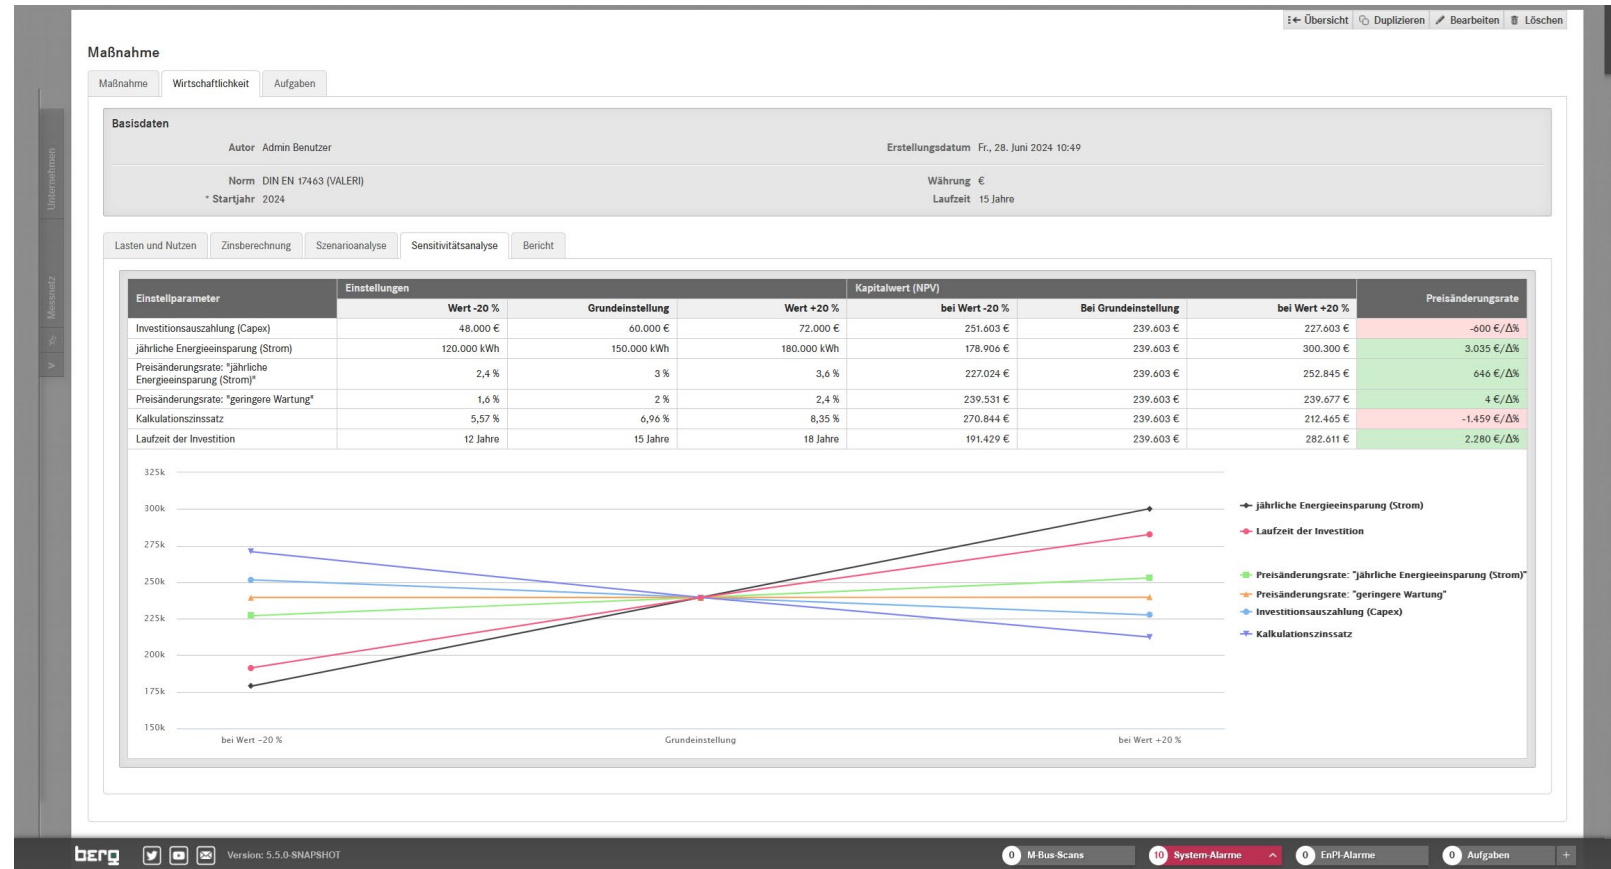 Übersicht Duplizieren Bearbeiten Löschen
Maßnahme
Maßnahme Wirtschaftlichkeit Aufgaben
Basisdaten
Autor Admin Benutzer Erstellungsdatum Fr., 28. Juni 2024 10:49
Norm DIN EN 17463 (VALERI) Währung €
* Startjahr 2024 Laufzeit 15 Jahre
Unternehmen
Messnetz
Lasten und Nutzen Zinsberechnung Szenarioanalyse Sensitivitätsanalyse Bericht
Einstellparameter Einstellungen Kapitalwert (NPV) Preisänderungsrate
Wert -20 % Grundeinstellung Wert +20 % bei Wert -20 % Bei Grundeinstellung bei Wert +20 %
Investitionsauszahlung (Capex) 48.000 € 60.000 € 72.000 € 251.603 € 239.603 € 227.603 € -600 €/Δ%
jährliche Energieeinsparung (Strom) 120.000 kWh 150.000 kWh 180.000 kWh 178.906 € 239.603 € 300.300 € 3.035 €/Δ%
Preisänderungsrate: "jährliche
Energieeinsparung (Strom)" 2,4 % 3 % 3,6 % 227.024 € 239.603 € 252.845 € 646 €/Δ%
Preisänderungsrate: "geringere Wartung" 1,6 % 2 % 2,4 % 239.531 € 239.603 € 239.677 € 4 €/Δ%
Kalkulationszinssatz 5,57 % 6,96 % 8,35 % 270.844 € 239.603 € 212.465 € -1.459 €/Δ%
Laufzeit der Investition 12 Jahre 15 Jahre 18 Jahre 191.429 € 239.603 € 282.611 € 2.280 €/Δ%
325k
300k
275k
250k
225k
200k
175k
150k
bei Wert -20 % Grundeinstellung bei Wert +20 %
jährliche Energieeinsparung (Strom)
Laufzeit der Investition
Preisänderungsrate: "jährliche Energieeinsparung (Strom)"
Preisänderungsrate: "geringere Wartung"
Investitionsauszahlung (Capex)
Kalkulationszinssatz
berg Version: 5.5.0-SNAPSHOT 0 M-Bus-Scans 10 System-Alarme 0 EnPI-Alarme 0 Aufgaben +